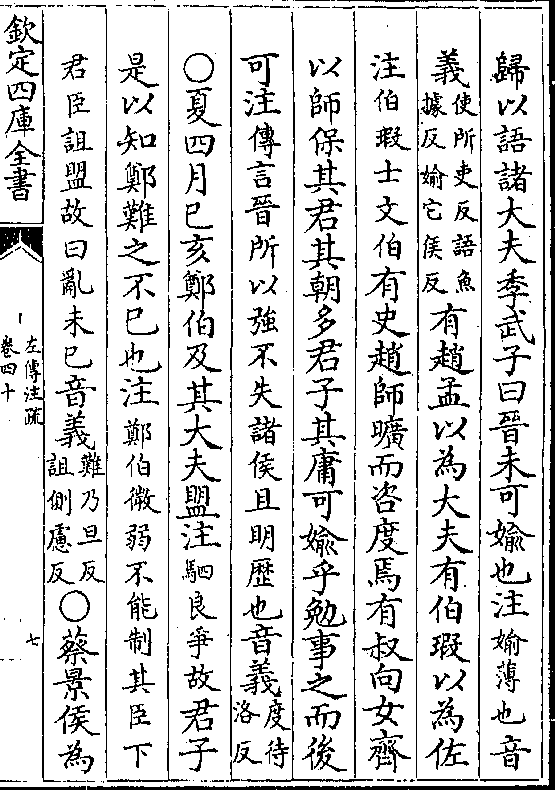 歸以語諸大夫季武子曰晉未可媮也注媮薄也音
義使所吏反語魚據反媮它侯反有趙孟以為大夫有伯瑕以為佐
注伯瑕士文伯有史趙師曠而咨度焉有叔向女齊
以師保其君其朝多君子其庸可媮乎勉事之而後
可注傳言晉所以強不失諸侯且明歷也音義度待洛反
○夏四月己亥鄭伯及其大夫盟注駟良爭故君子
是以知鄭難之不已也注鄭伯微弱不能制其臣下
君臣詛盟故曰亂未已音義難乃旦反詛側慮反○蔡景侯為
欽定四庫全書
左傳注疏
卷四十
七